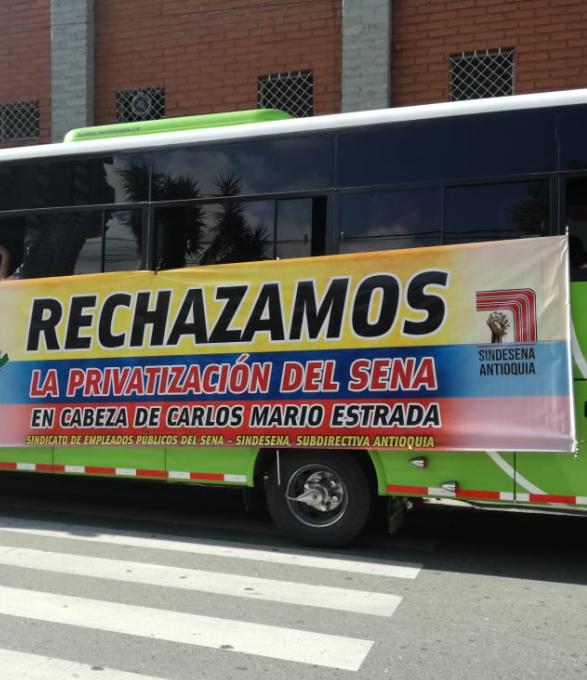 RECHAZAMOS
LA PRIVATIZACIÓN DEL SENA
EN CABEZA DE CARLOS MARIO ESTRADA
SINDICATO DE EMPLEADOS PÚBLICOS DEL SENA - SINDESENA, SUBDIRECTIVA ANTIOQUIA
SINDESENA
ANTIOQUIA